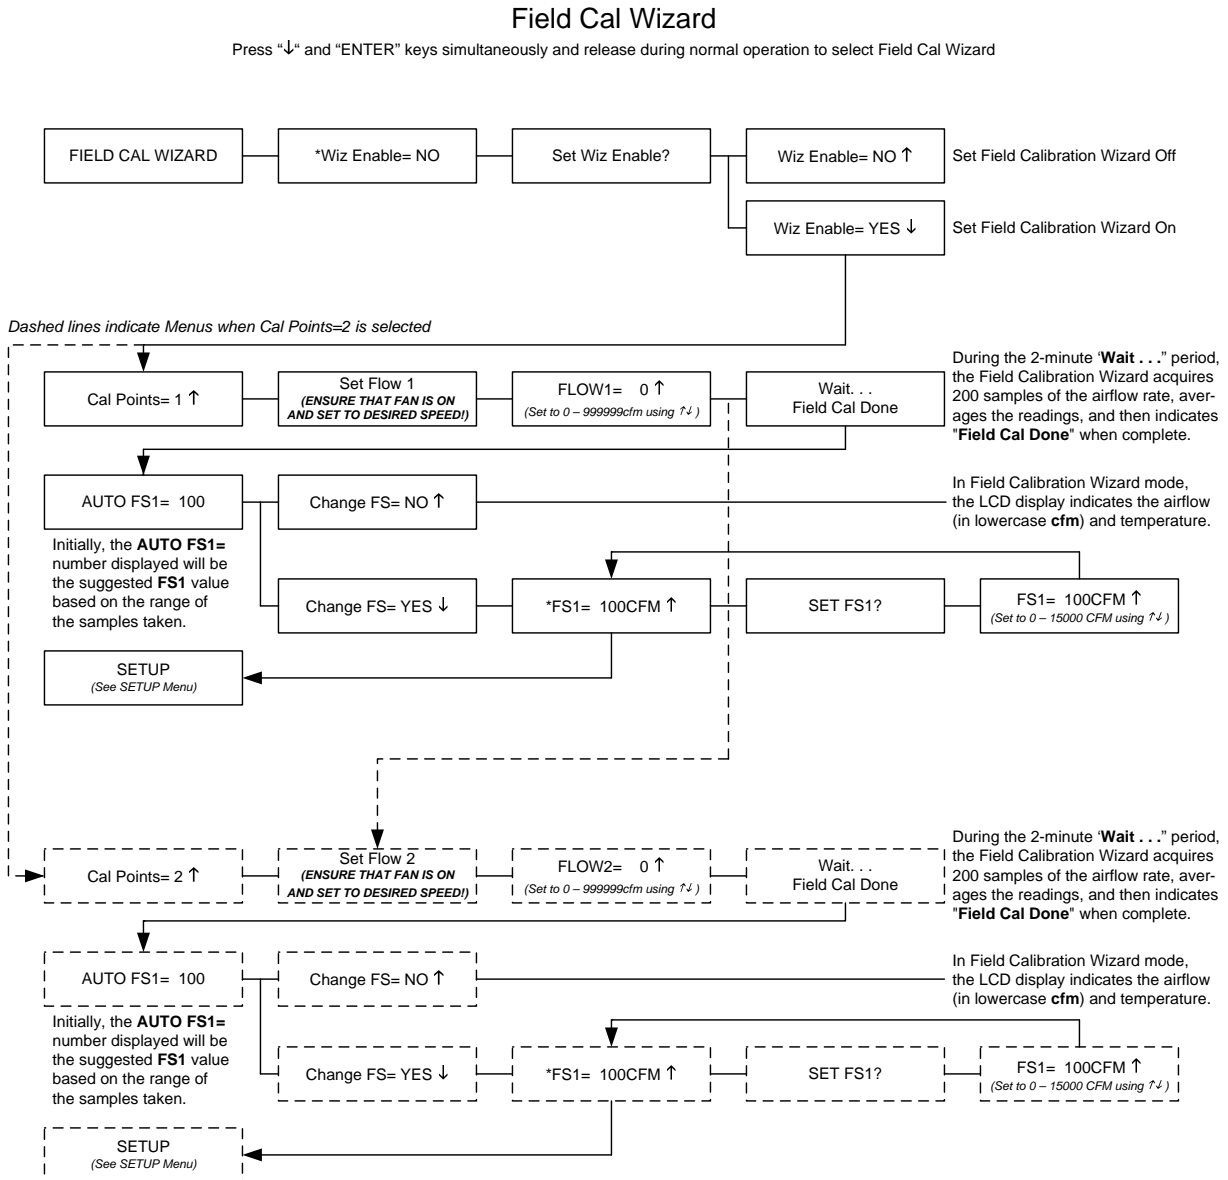 Field Cal Wizard
Press “↓“ and “ENTER” keys simultaneously and release during normal operation to select Field Cal Wizard
FIELD CAL WIZARD
*Wiz Enable= NO
Set Wiz Enable?
Wiz Enable= NO ↑
Set Field Calibration Wizard Off
Wiz Enable= YES ↓
Set Field Calibration Wizard On
Dashed lines indicate Menus when Cal Points=2 is selected
Cal Points= 1 ↑
Set Flow 1
(ENSURE THAT FAN IS ON
AND SET TO DESIRED SPEED!)
FLOW1= 0 ↑
(Set to 0 – 999999cfm using ↑↓ )
Wait. . .
Field Cal Done
During the 2-minute ‘Wait . . .” period,
the Field Calibration Wizard acquires
200 samples of the airflow rate, aver-
ages the readings, and then indicates
"Field Cal Done" when complete.
AUTO FS1= 100
Initially, the AUTO FS1=
number displayed will be
the suggested FS1 value
based on the range of
the samples taken.
Change FS= NO ↑
In Field Calibration Wizard mode,
the LCD display indicates the airflow
(in lowercase cfm) and temperature.
Change FS= YES ↓
*FS1= 100CFM ↑
SET FS1?
FS1= 100CFM ↑
(Set to 0 – 15000 CFM using ↑↓ )
SETUP
(See SETUP Menu)
Cal Points= 2 ↑
Set Flow 2
(ENSURE THAT FAN IS ON
AND SET TO DESIRED SPEED!)
FLOW2= 0 ↑
(Set to 0 – 999999cfm using ↑↓ )
Wait. . .
Field Cal Done
During the 2-minute ‘Wait . . .” period,
the Field Calibration Wizard acquires
200 samples of the airflow rate, aver-
ages the readings, and then indicates
"Field Cal Done" when complete.
AUTO FS1= 100
Initially, the AUTO FS1=
number displayed will be
the suggested FS1 value
based on the range of
the samples taken.
Change FS= NO ↑
In Field Calibration Wizard mode,
the LCD display indicates the airflow
(in lowercase cfm) and temperature.
Change FS= YES ↓
*FS1= 100CFM ↑
SET FS1?
FS1= 100CFM ↑
(Set to 0 – 15000 CFM using ↑↓ )
SETUP
(See SETUP Menu)